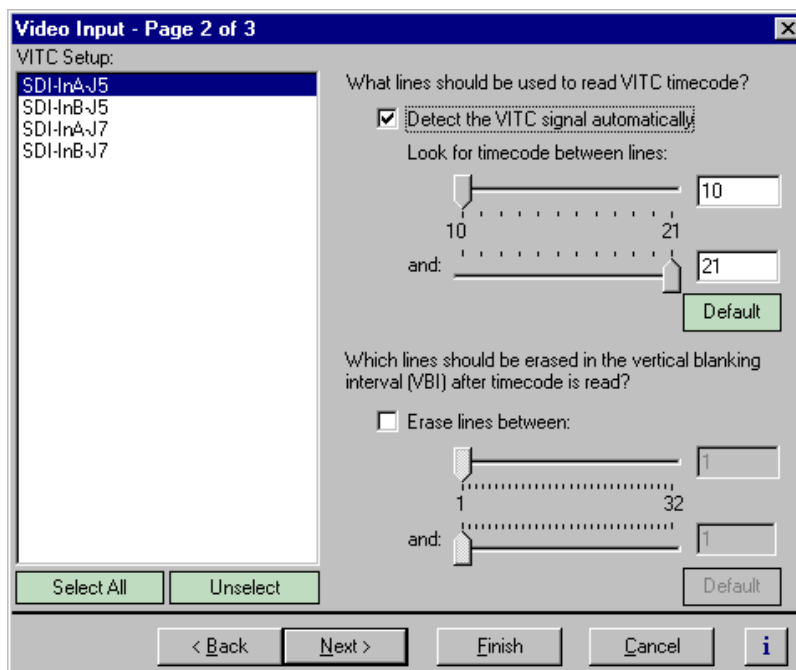 Video Input - Page 2 of 3
VITC Setup:
SDI-InA-J5
SDI-InB-J5
SDI-InA-J7
SDI-InB-J7
Select All
Unselect
What lines should be used to read VITC timecode?
Detect the VITC signal automatically
Look for timecode between lines:
10
10 21
and:
21
Default
Which lines should be erased in the vertical blanking
interval (VBI) after timecode is read?
Erase lines between:
1
1 32
and:
1
Default
< Back
Next >
Finish
Cancel
i